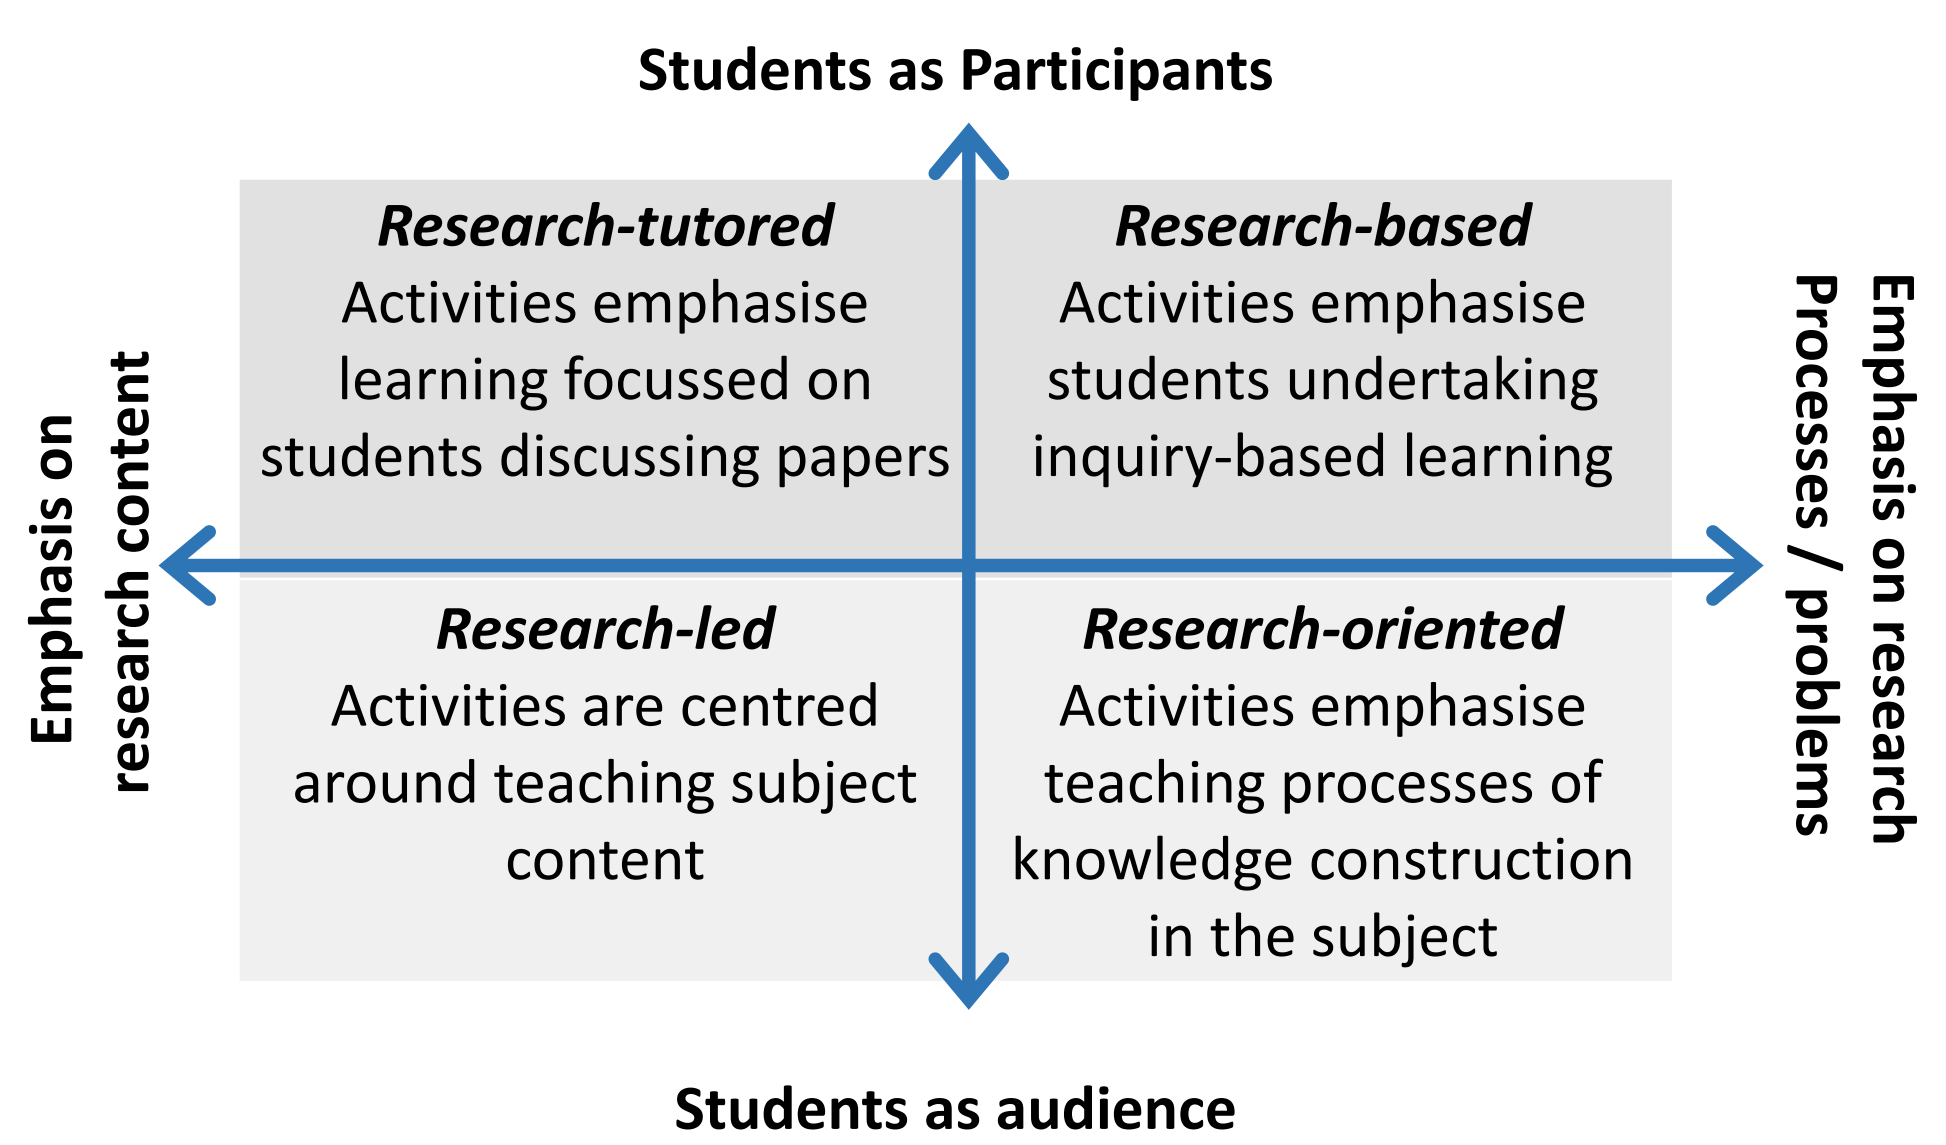 Students as Participants
Emphasis on
research content
Research-tutored
Activities emphasise
learning focussed on
students discussing papers
Research-based
Activities emphasise
students undertaking
inquiry-based learning
Emphasis on research
Processes / problems
Research-led
Activities are centred
around teaching subject
content
Research-oriented
Activities emphasise
teaching processes of
knowledge construction
in the subject
Students as audience